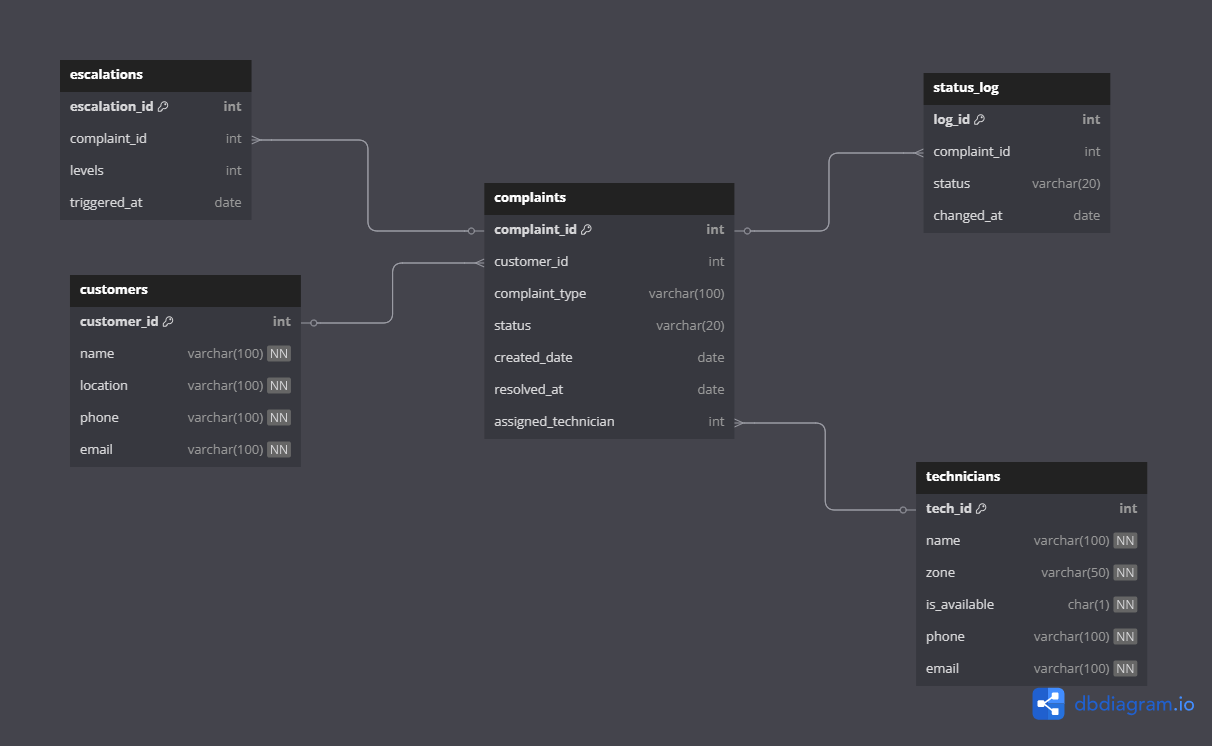 escalations
escalation_id int
complaint_id int
levels int
triggered_at date
customers
customer_id int
name varchar(100) NN
location varchar(100) NN
phone varchar(100) NN
email varchar(100) NN
complaints
complaint_id int
customer_id int
complaint_type varchar(100)
status varchar(20)
created_date date
resolved_at date
assigned_technician int
status_log
log_id int
complaint_id int
status varchar(20)
changed_at date
technicians
tech_id int
name varchar(100) NN
zone varchar(50) NN
is_available char(1) NN
phone varchar(100) NN
email varchar(100) NN
dbdiagram.io